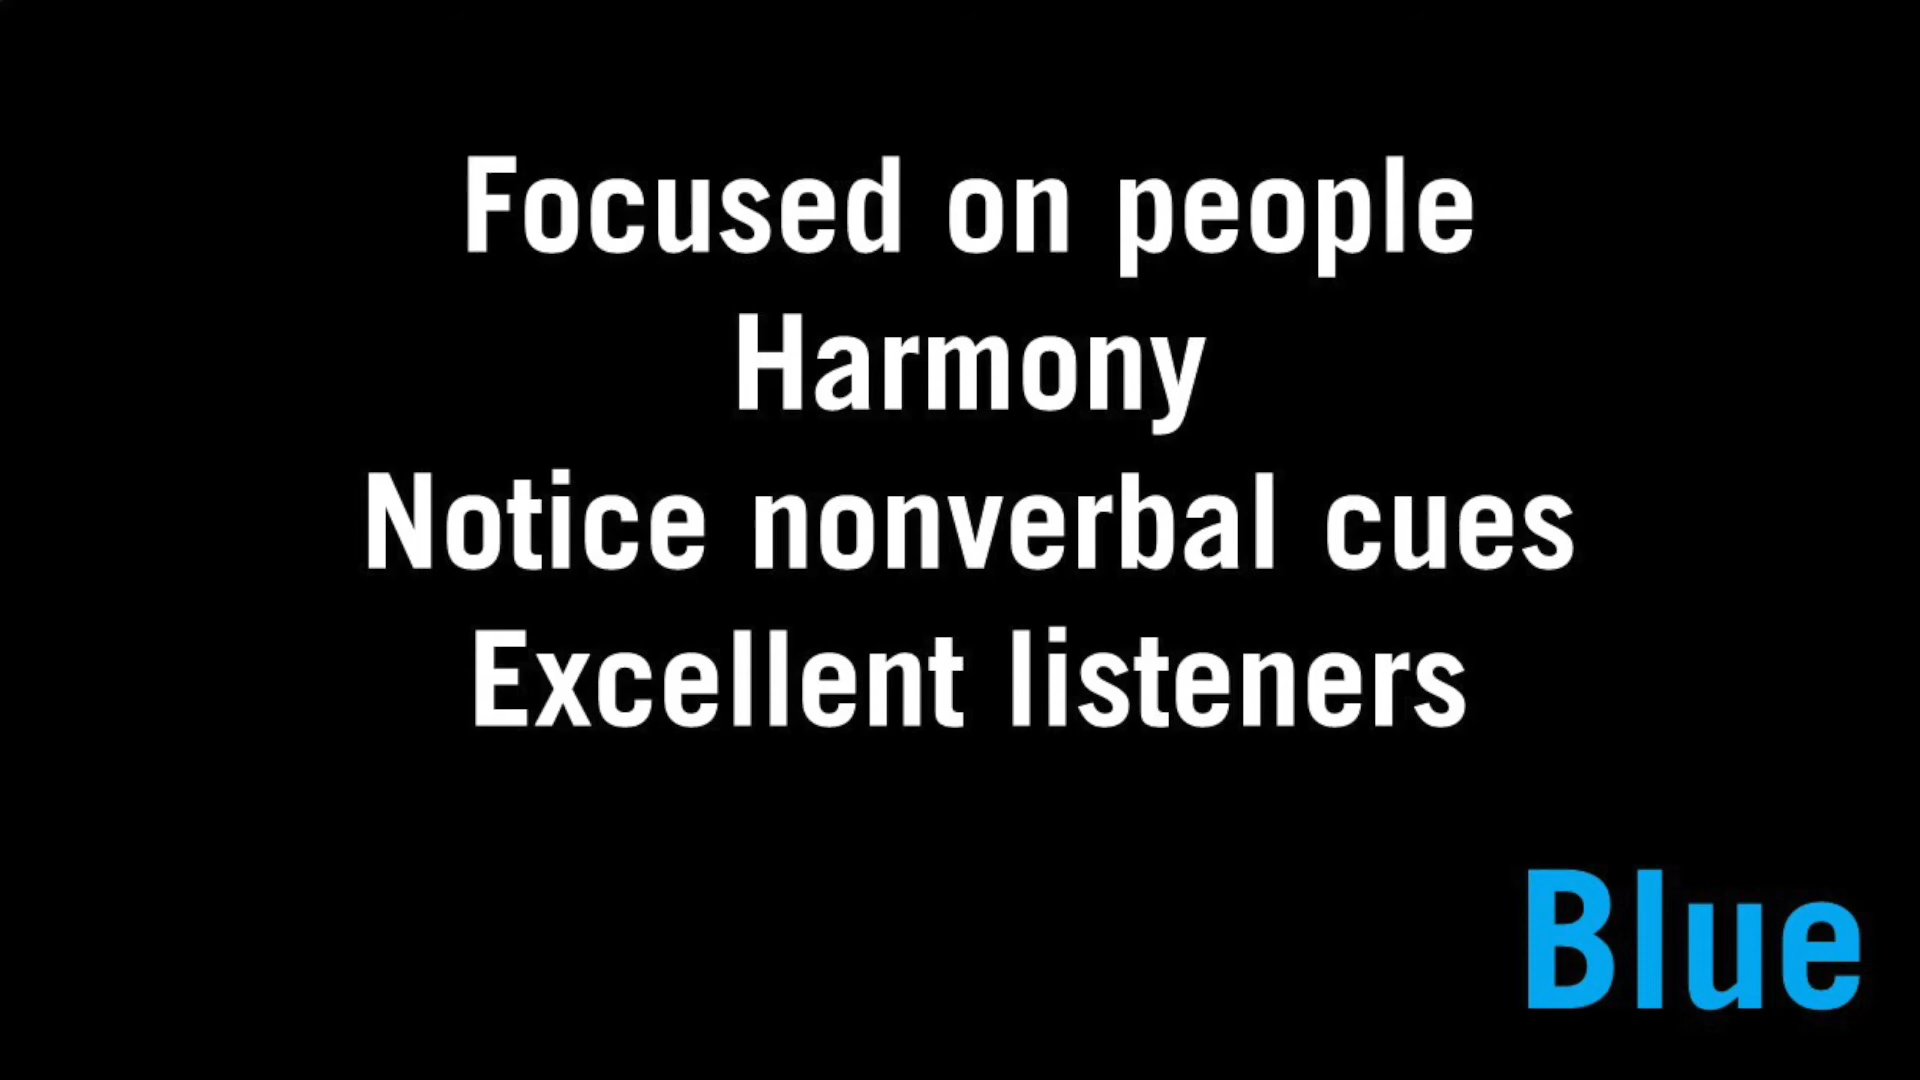 Focused on people
Harmony
Notice nonverbal cues
Excellent listeners
Blue